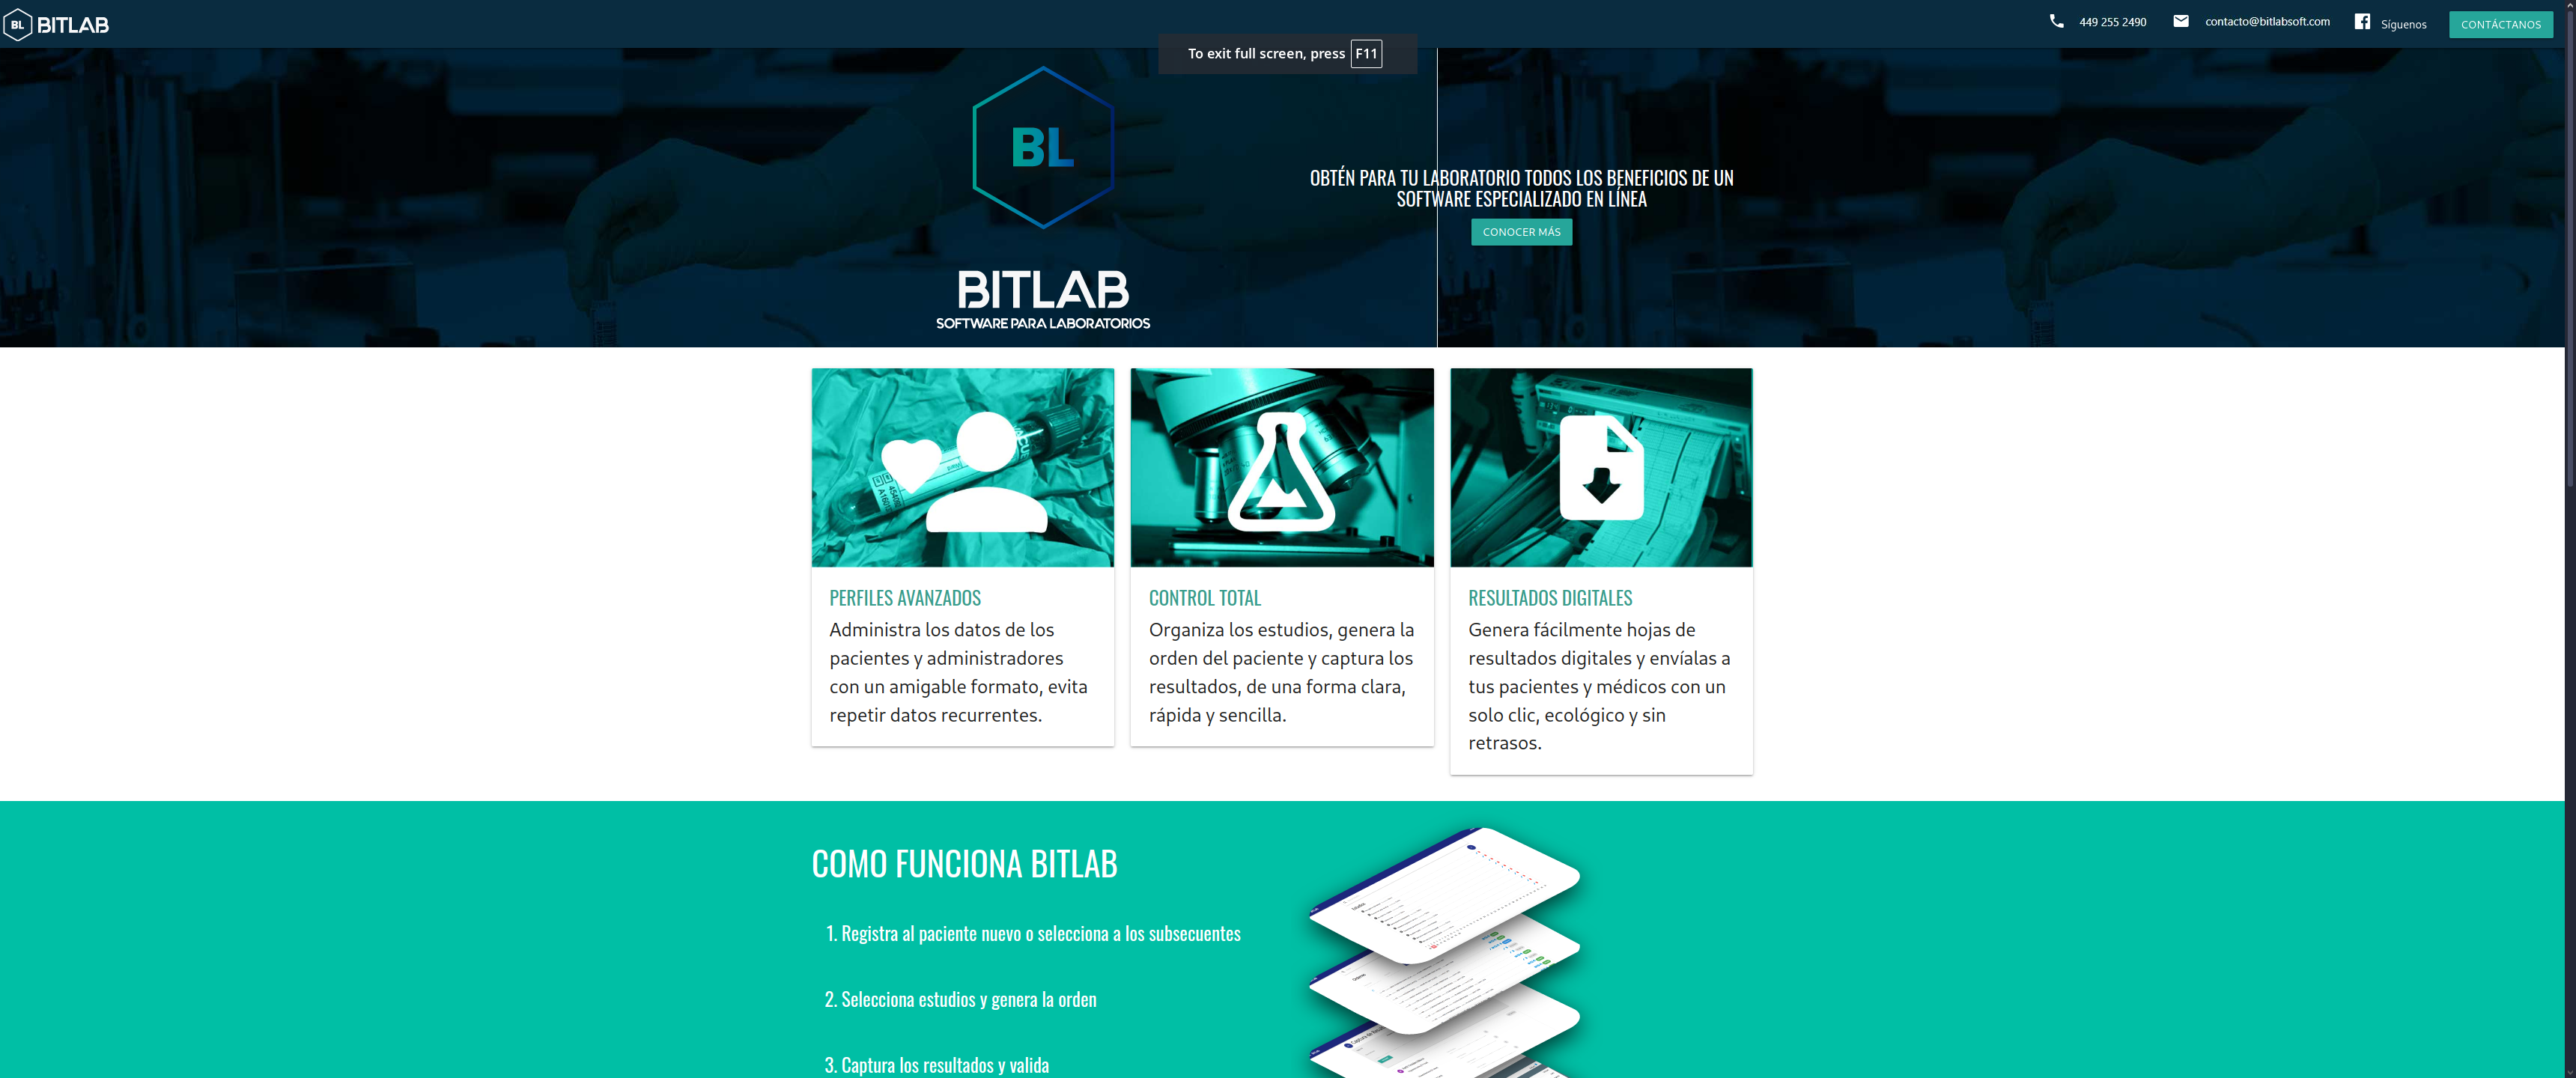 BL BITLAB
449 255 2490
contacto@bitlabsoft.com
Síguenos
CONTÁCTANOS
To exit full screen, press F11
BL
BITLAB
SOFTWARE PARA LABORATORIOS
OBTÉN PARA TU LABORATORIO TODOS LOS BENEFICIOS DE UN
SOFTWARE ESPECIALIZADO EN LÍNEA
CONOCER MÁS
PERFILES AVANZADOS
Administra los datos de los
pacientes y administradores
con un amigable formato, evita
repetir datos recurrentes.
CONTROL TOTAL
Organiza los estudios, genera la
orden del paciente y captura los
resultados, de una forma clara,
rápida y sencilla.
RESULTADOS DIGITALES
Genera fácilmente hojas de
resultados digitales y envíalas a
tus pacientes y médicos con un
solo clic, ecológico y sin
retrasos.
COMO FUNCIONA BITLAB
1. Registra al paciente nuevo o selecciona a los subsecuentes
2. Selecciona estudios y genera la orden
3. Captura los resultados y valida